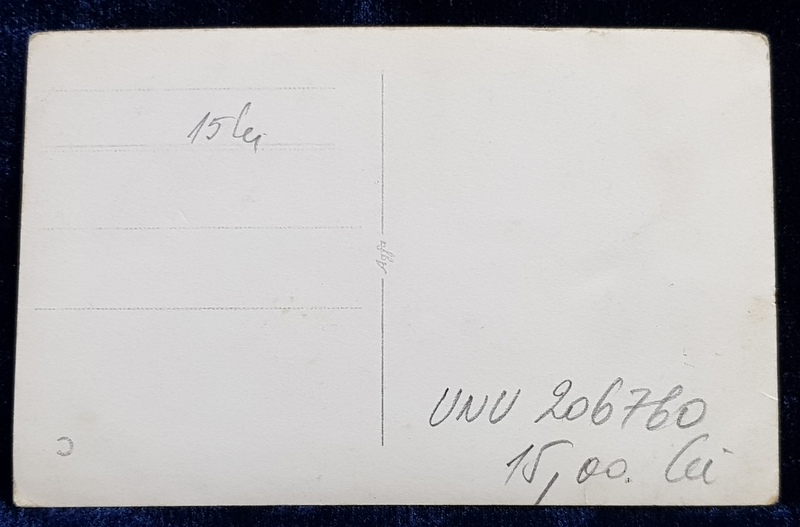 15 lei
Agfa
UNU 206760
15,00. lei